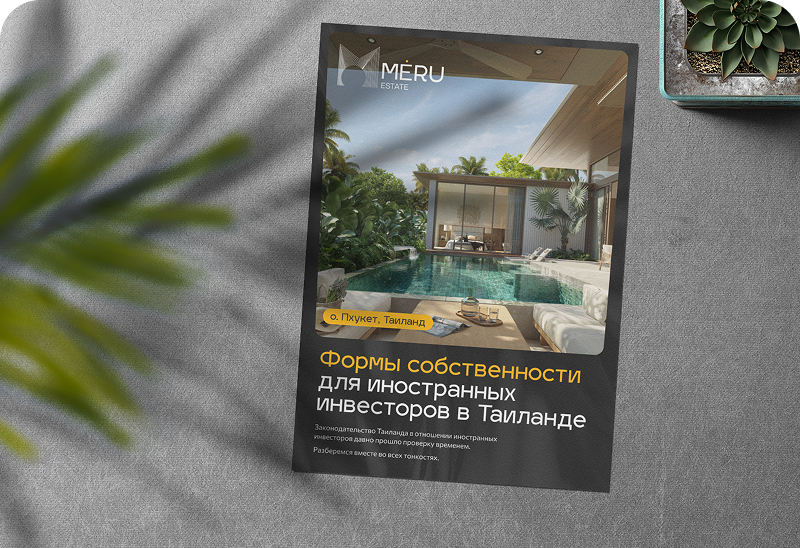 MERU
ESTATE
о. Пхукет, Таиланд
Формы собственности
для иностранных
инвесторов в Таиланде
Законодательство Таиланда в отношении иностранных
инвесторов давно прошло проверку временем.
Разберемся вместе во всех тонкостях.